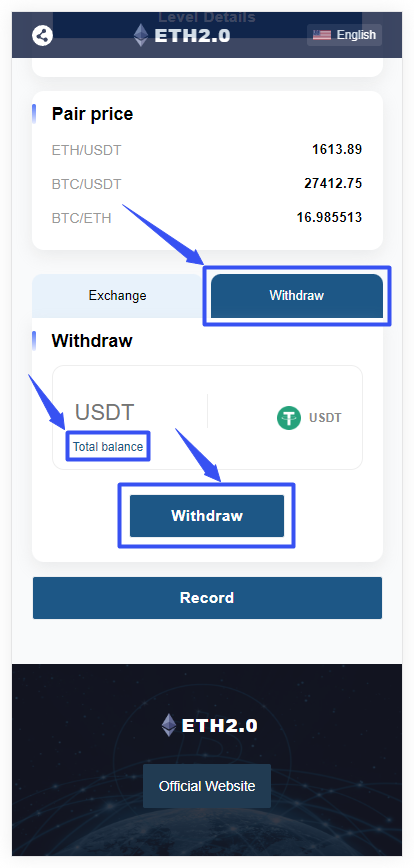 Level Details
ETH2.0
English
Pair price
ETH/USDT 1613.89
BTC/USDT 27412.75
BTC/ETH 16.985513
Exchange Withdraw
Withdraw
USDT USDT
Total balance
Withdraw
Record
ETH2.0
Official Website